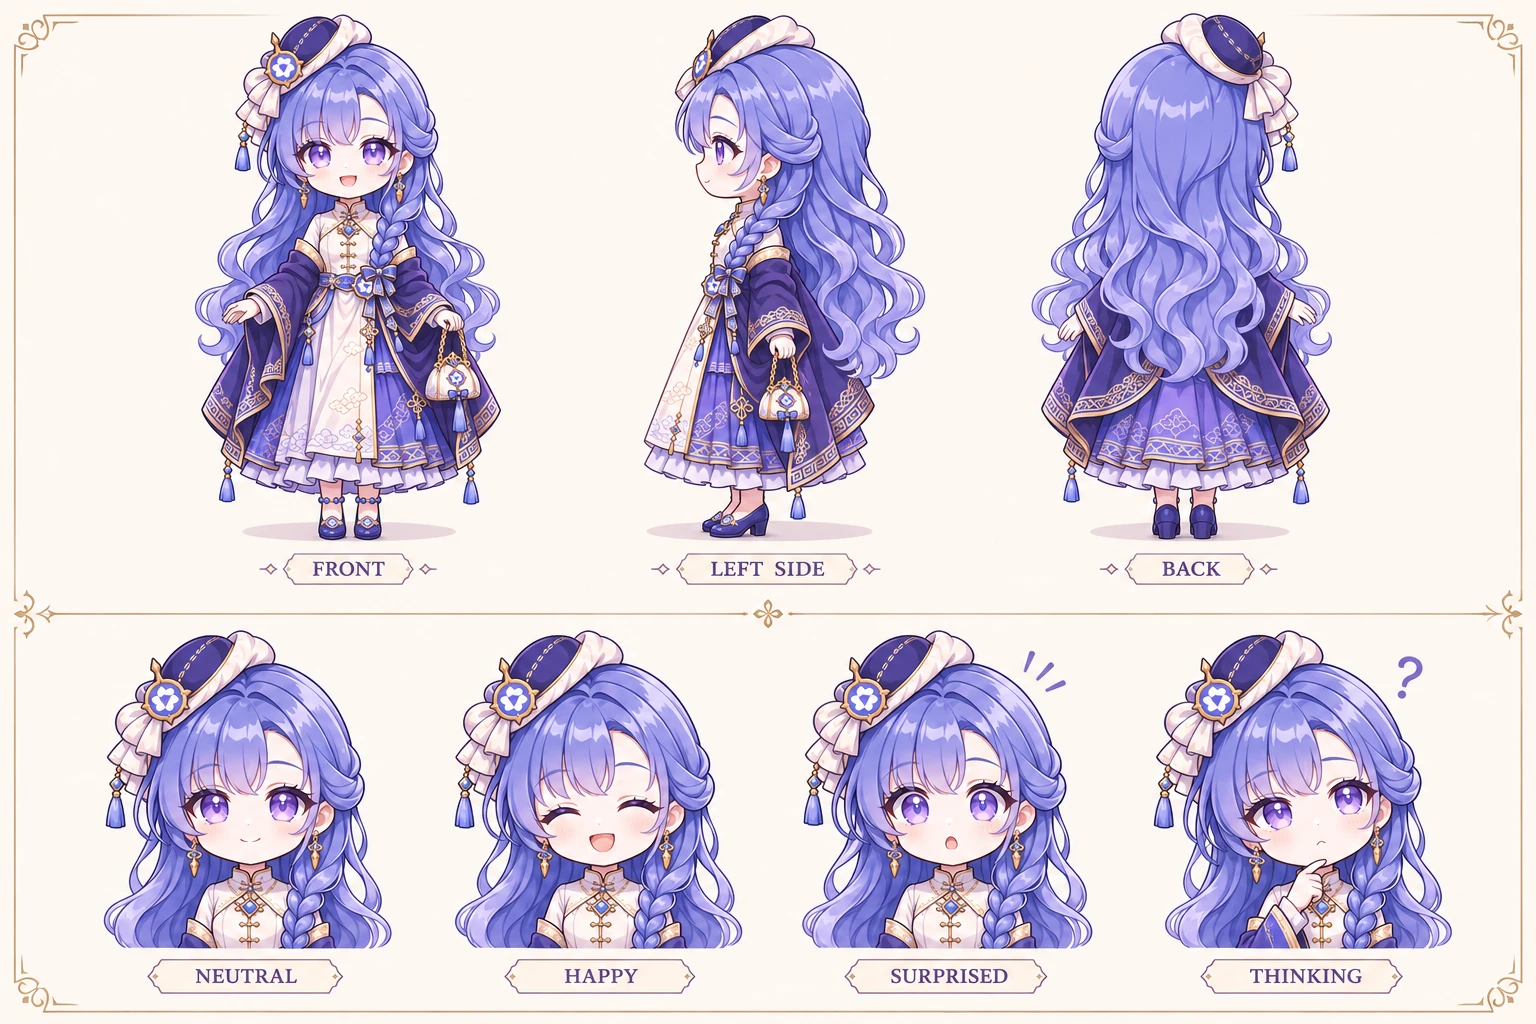 FRONT
LEFT SIDE
BACK
?
NEUTRAL
HAPPY
SURPRISED
THINKING